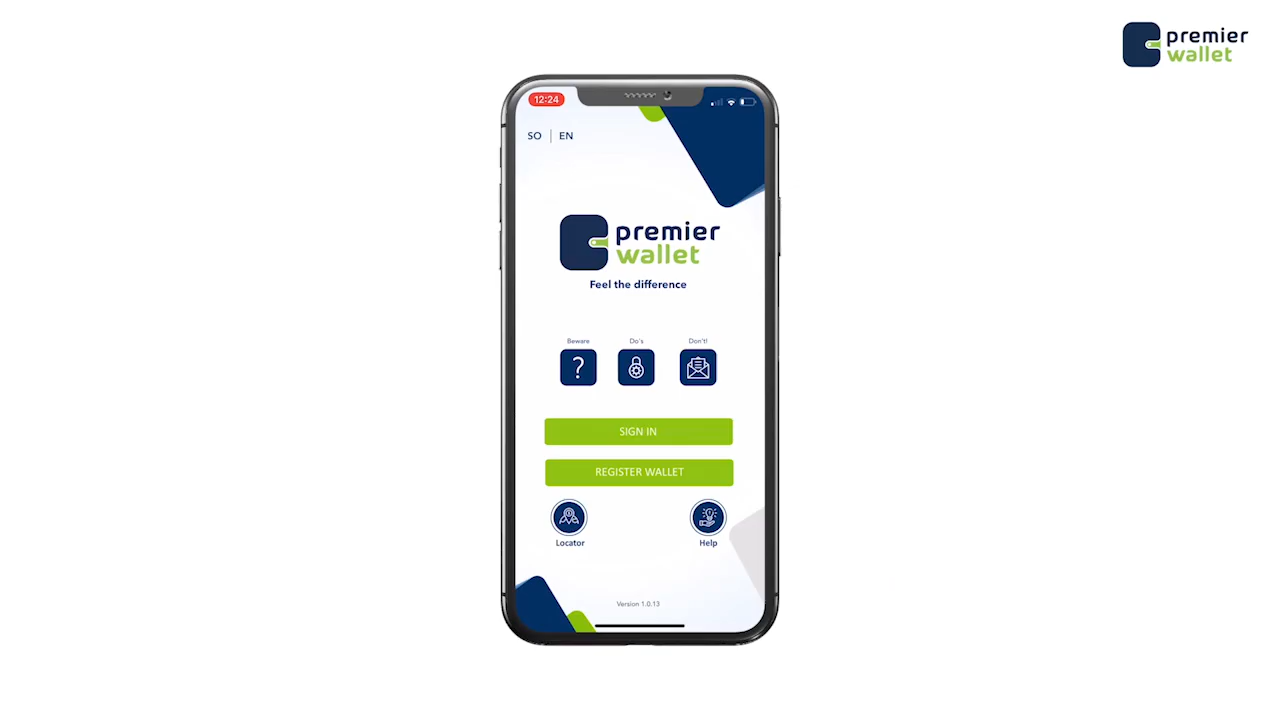 premier
wallet
12:24
SO | EN
premier
wallet
Feel the difference
Beware Do's Don't!
SIGN IN
REGISTER WALLET
Locator Help
Version 1.0.13